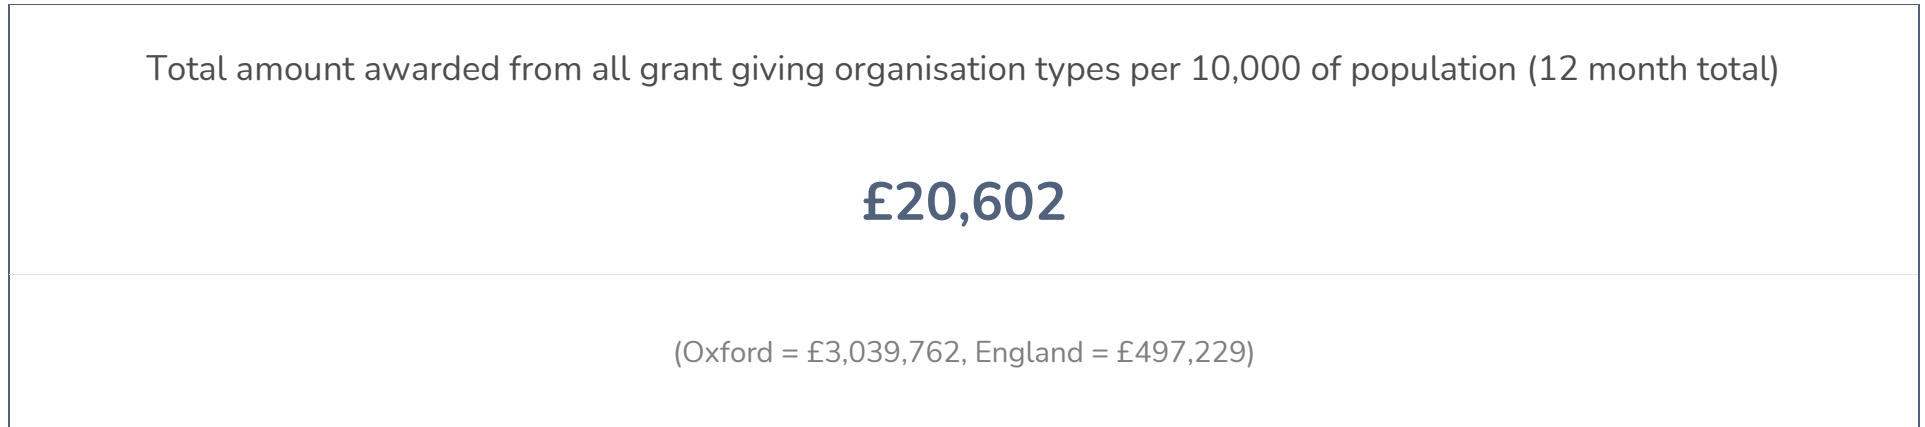 Total amount awarded from all grant giving organisation types per 10,000 of population (12 month total)
£20,602
(Oxford = £3,039,762, England = £497,229)